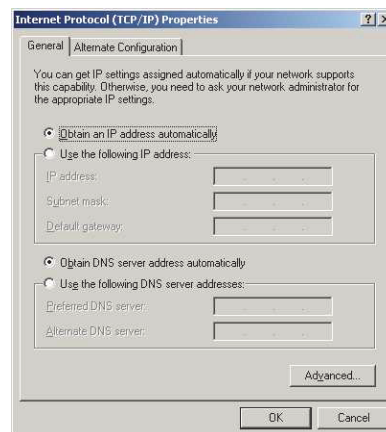 Internet Protocol (TCP/IP) Properties
General
Alternate Configuration
You can get IP settings assigned automatically if your network supports
this capability. Otherwise, you need to ask your network administrator for
the appropriate IP settings.
Obtain an IP address automatically
Use the following IP address:
IP address:
Subnet mask:
Default gateway:
Obtain DNS server address automatically
Use the following DNS server addresses:
Preferred DNS server:
Alternate DNS server:
Advanced...
OK
Cancel